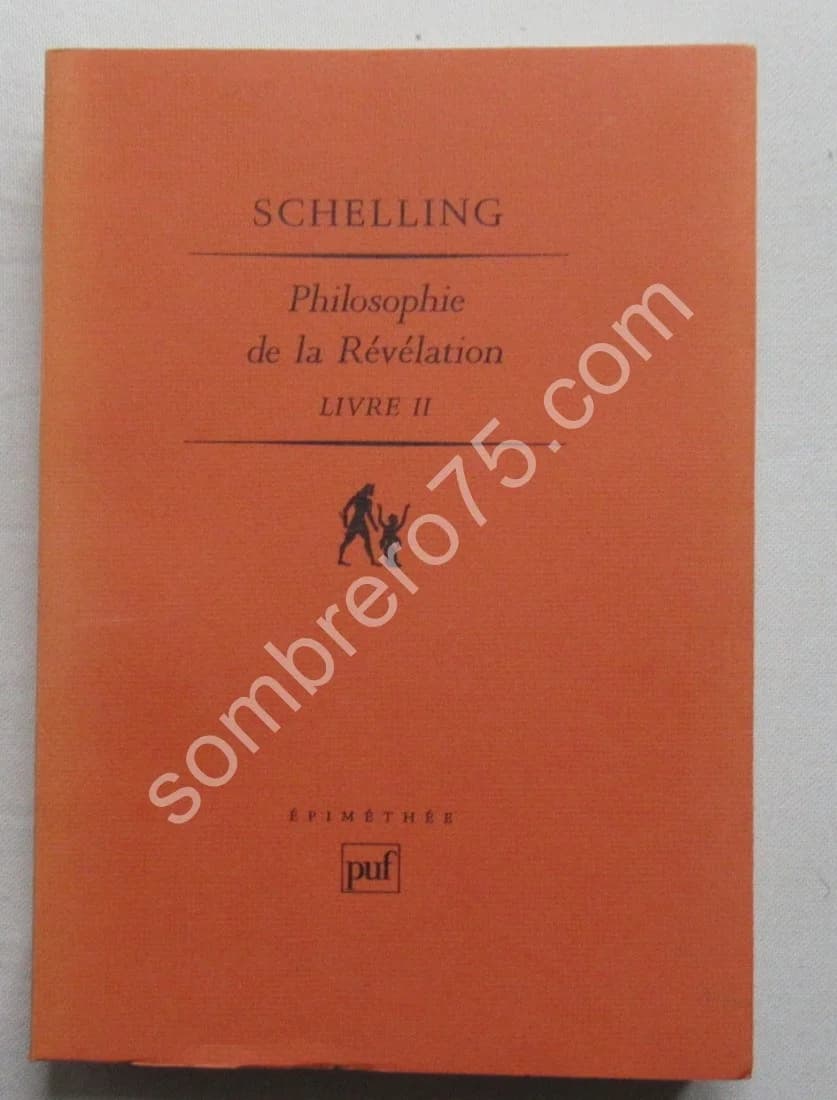 SCHELLING
Philosophie
de la Révélation
LIVRE II
sombrero75.com
ÉPIMÉTHÉE
puf